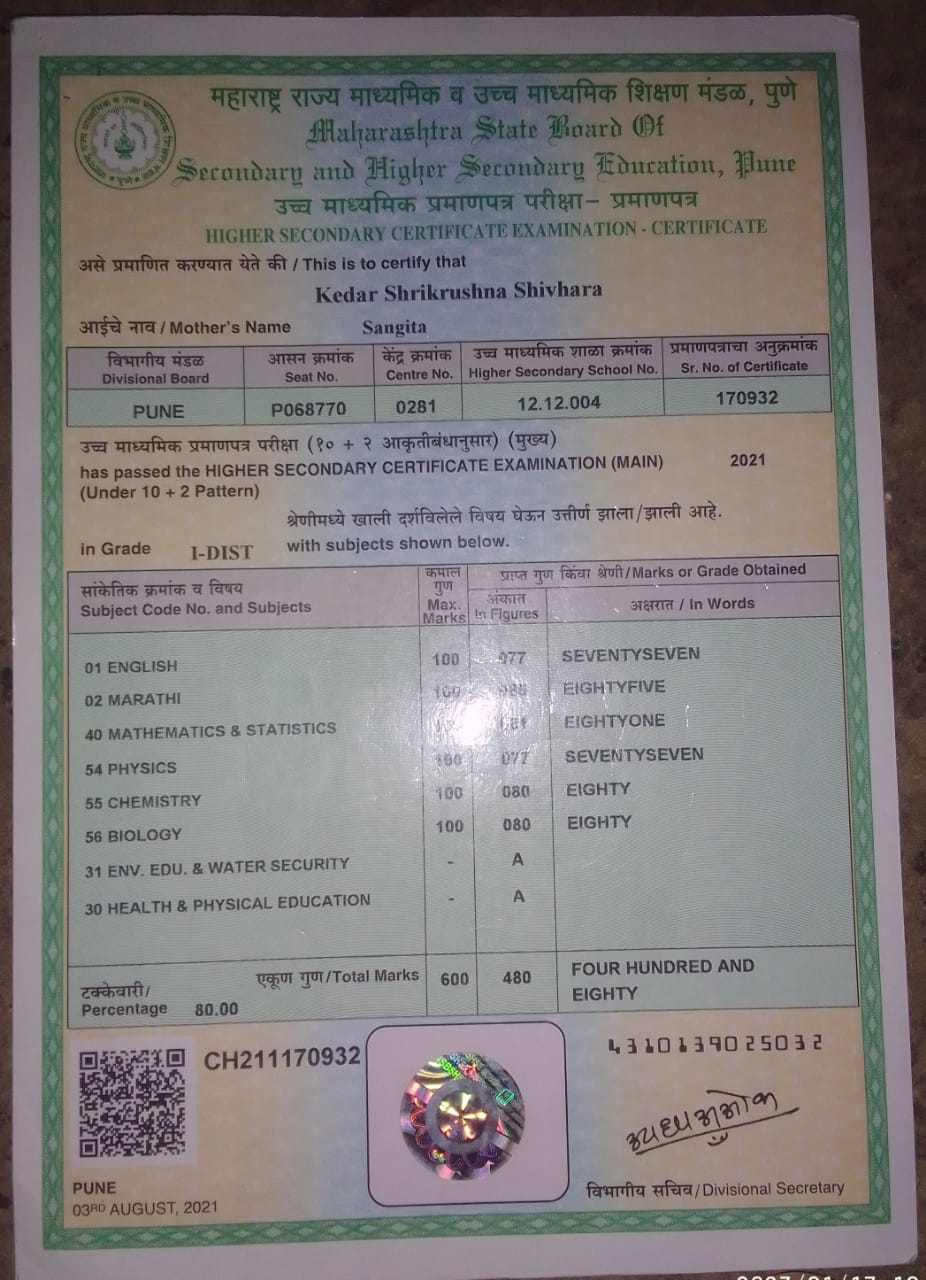 महाराष्ट्र राज्य माध्यमिक व उच्च माध्यमिक शिक्षण मंडळ, पुणे
Maharashtra State Board Of
Secondary and Higher Secondary Education, Pune
उच्च माध्यमिक प्रमाणपत्र परीक्षा– प्रमाणपत्र
HIGHER SECONDARY CERTIFICATE EXAMINATION - CERTIFICATE
असे प्रमाणित करण्यात येते की / This is to certify that
Kedar Shrikrushna Shivhara
आईचे नाव / Mother's Name Sangita
विभागीय मंडळ आसन क्रमांक केंद्र क्रमांक उच्च माध्यमिक शाळा क्रमांक प्रमाणपत्राचा अनुक्रमांक
Divisional Board Seat No. Centre No. Higher Secondary School No. Sr. No. of Certificate
PUNE P068770 0281 12.12.004 170932
उच्च माध्यमिक प्रमाणपत्र परीक्षा (१० + २ आकृतीबंधानुसार) (मुख्य)
has passed the HIGHER SECONDARY CERTIFICATE EXAMINATION (MAIN) 2021
(Under 10 + 2 Pattern)
श्रेणीमध्ये खाली दर्शविलेले विषय घेऊन उत्तीर्ण झाला/झाली आहे.
in Grade I-DIST with subjects shown below.
सांकेतिक क्रमांक व विषय कमाल गुण प्राप्त गुण किंवा श्रेणी/Marks or Grade Obtained
Subject Code No. and Subjects Max. Marks अंकात In Figures अक्षरात / In Words
01 ENGLISH 100 077 SEVENTYSEVEN
02 MARATHI 100 085 EIGHTYFIVE
40 MATHEMATICS & STATISTICS 081 EIGHTYONE
54 PHYSICS 100 077 SEVENTYSEVEN
55 CHEMISTRY 100 080 EIGHTY
56 BIOLOGY 100 080 EIGHTY
31 ENV. EDU. & WATER SECURITY - A
30 HEALTH & PHYSICAL EDUCATION - A
एकूण गुण/Total Marks 600 480 FOUR HUNDRED AND
EIGHTY
टक्केवारी/
Percentage 80.00
CH211170932
4310139025032
PUNE
03RD AUGUST, 2021
विभागीय सचिव/Divisional Secretary